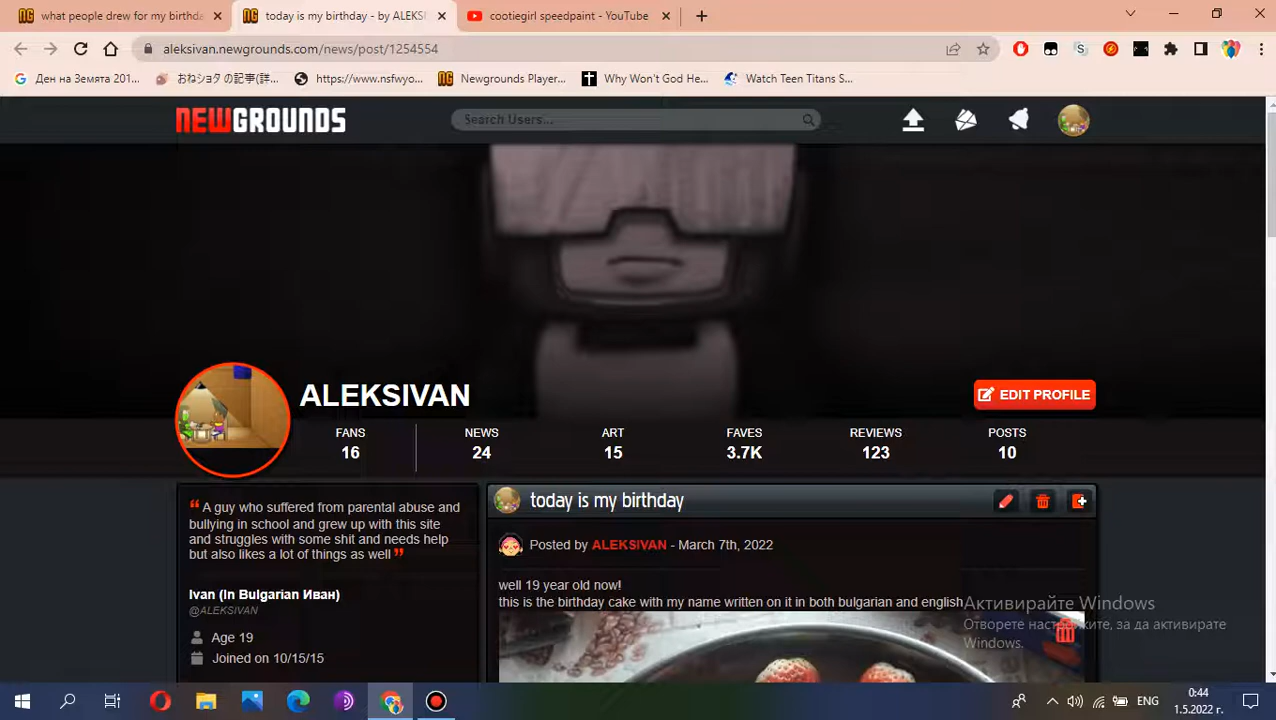 what people drew for my birthda
today is my birthday - by ALEKSI
cootiegirl speedpaint - YouTube
aleksivan.newgrounds.com/news/post/1254554
Ден на Земята 201...
おねショタ の記事(詳...
https://www.nsfwyo...
Newgrounds Player...
Why Won't God He...
Watch Teen Titans S...
NEWGROUNDS
Search Users...
ALEKSIVAN
EDIT PROFILE
FANS
NEWS
ART
FAVES
REVIEWS
POSTS
16
24
15
3.7K
123
10
" A guy who suffered from parental abuse and
bullying in school and grew up with this site
and struggles with some shit and needs help
but also likes a lot of things as well "
Ivan (In Bulgarian Иван)
@ALEKSIVAN
Age 19
Joined on 10/15/15
today is my birthday
Posted by ALEKSIVAN - March 7th, 2022
well 19 year old now!
this is the birthday cake with my name written on it in both bulgarian and english
Активирайте Windows
Отворете настройките, за да активирате
Windows.
ENG
0:44
1.5.2022 г.